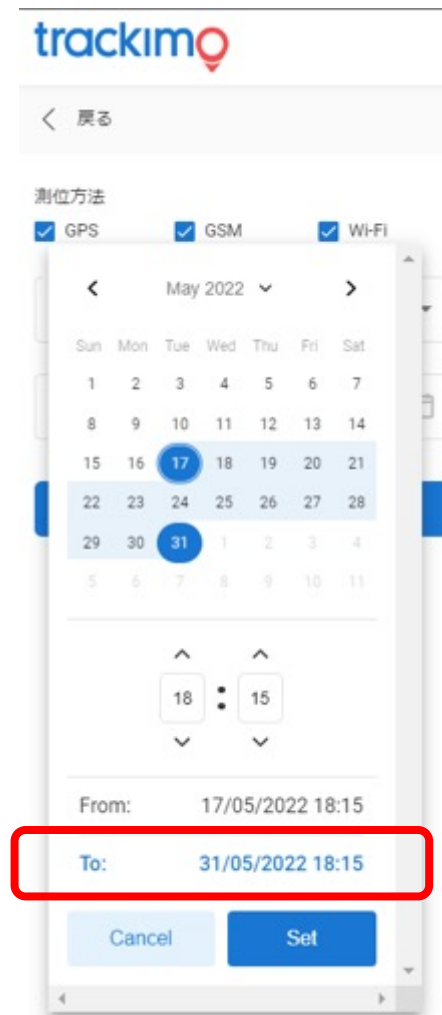 trackimo
戻る
測位方法
GPS GSM Wi-Fi
May 2022
Sun Mon Tue Wed Thu Fri Sat
1 2 3 4 5 6 7
8 9 10 11 12 13 14
15 16 17 18 19 20 21
22 23 24 25 26 27 28
29 30 31 1 2 3 4
5 6 7 8 9 10 11
18 : 15
From: 17/05/2022 18:15
To: 31/05/2022 18:15
Cancel Set